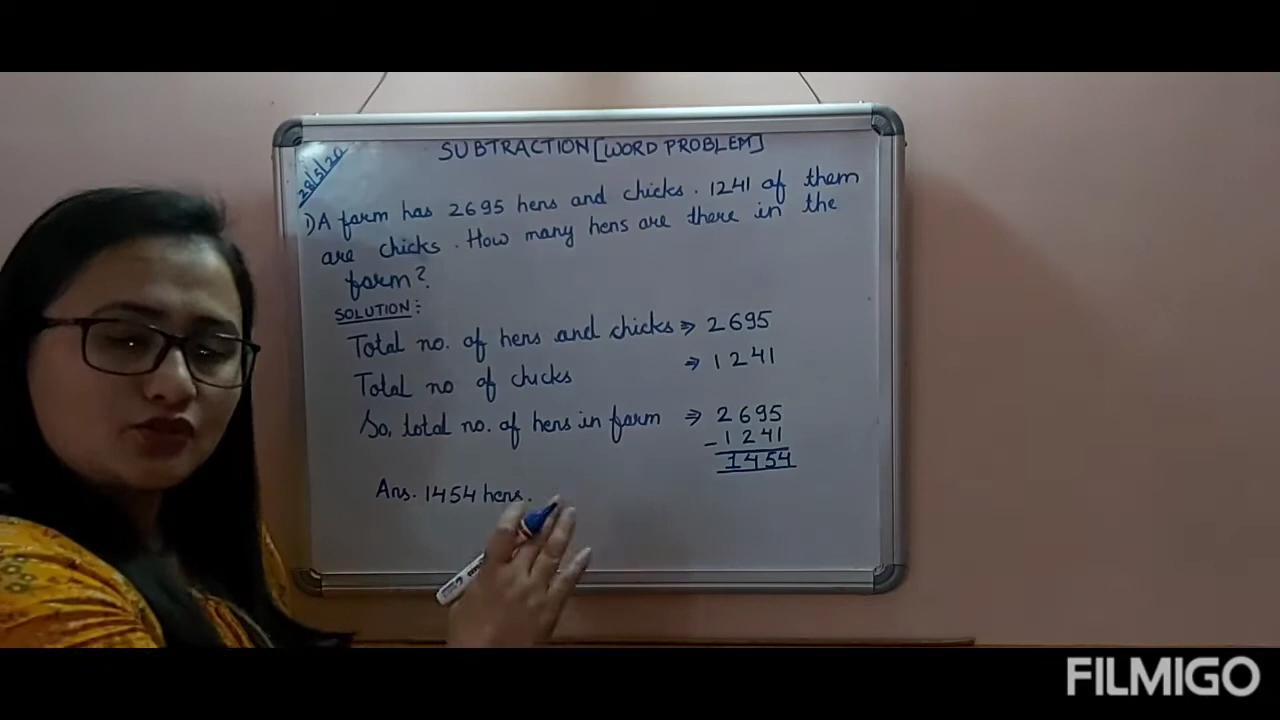 28/5/20
SUBTRACTION [WORD PROBLEM]
1) A farm has 2695 hens and chicks. 1241 of them
are chicks. How many hens are there in the
farm?
SOLUTION:
Total no. of hens and chicks ⇒ 2695
Total no of chicks ⇒ 1241
So, total no. of hens in farm ⇒ 2695
- 1241
1454
Ans. 1454 hens.
FILMIGO